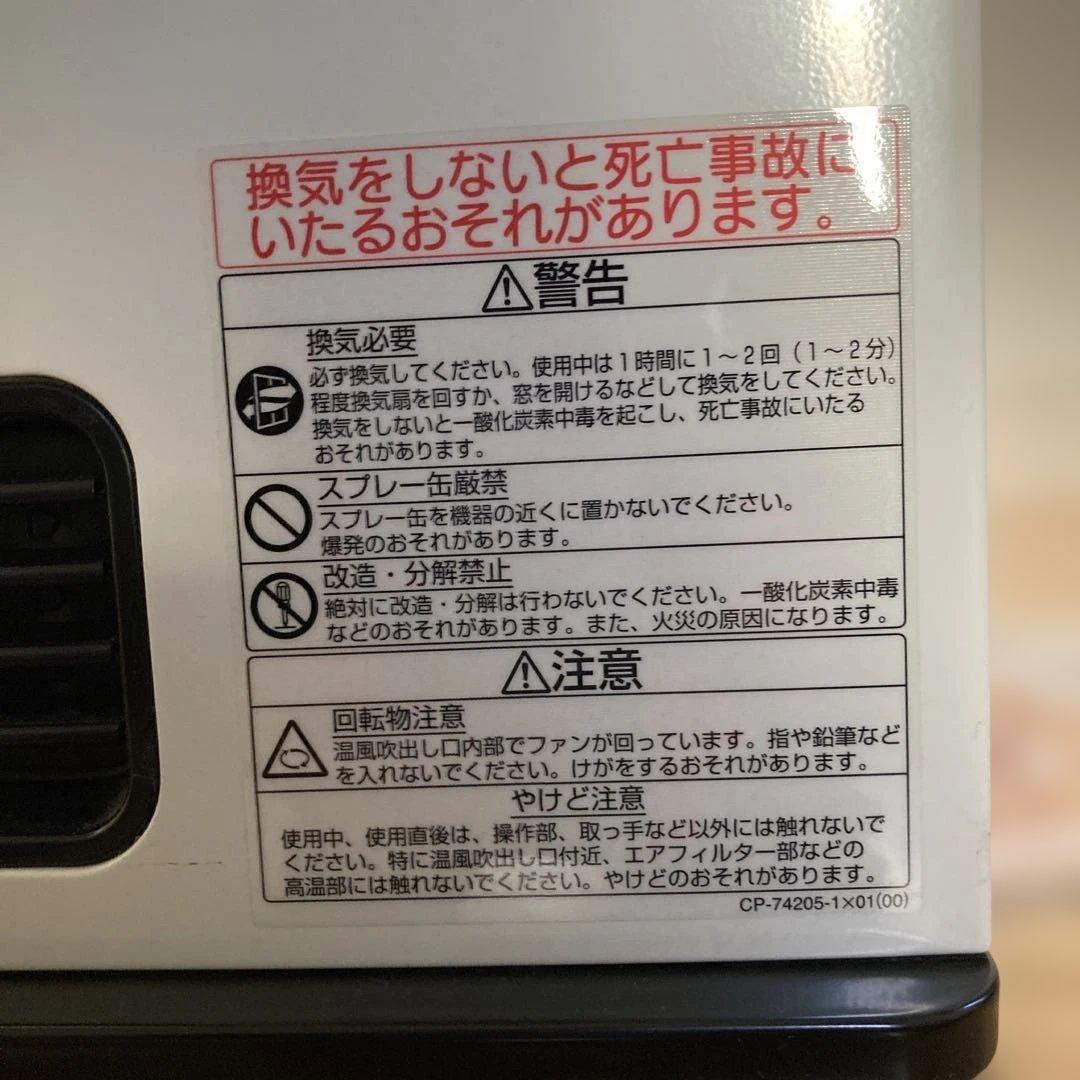 換気をしないと死亡事故に
いたるおそれがあります。
警告
換気必要
必ず換気してください。使用中は1時間に1～2回（1～2分）
程度換気扇を回すか、窓を開けるなどして換気をしてください。
換気をしないと一酸化炭素中毒を起こし、死亡事故にいたる
おそれがあります。
スプレー缶厳禁
スプレー缶を機器の近くに置かないでください。
爆発のおそれがあります。
改造・分解禁止
絶対に改造・分解は行わないでください。一酸化炭素中毒
などのおそれがあります。また、火災の原因になります。
注意
回転物注意
温風吹出し口内部でファンが回っています。指や鉛筆など
を入れないでください。けがをするおそれがあります。
やけど注意
使用中、使用直後は、操作部、取っ手など以外には触れないで
ください。特に温風吹出し口付近、エアフィルター部などの
高温部には触れないでください。やけどのおそれがあります。
CP-74205-1×01(00)